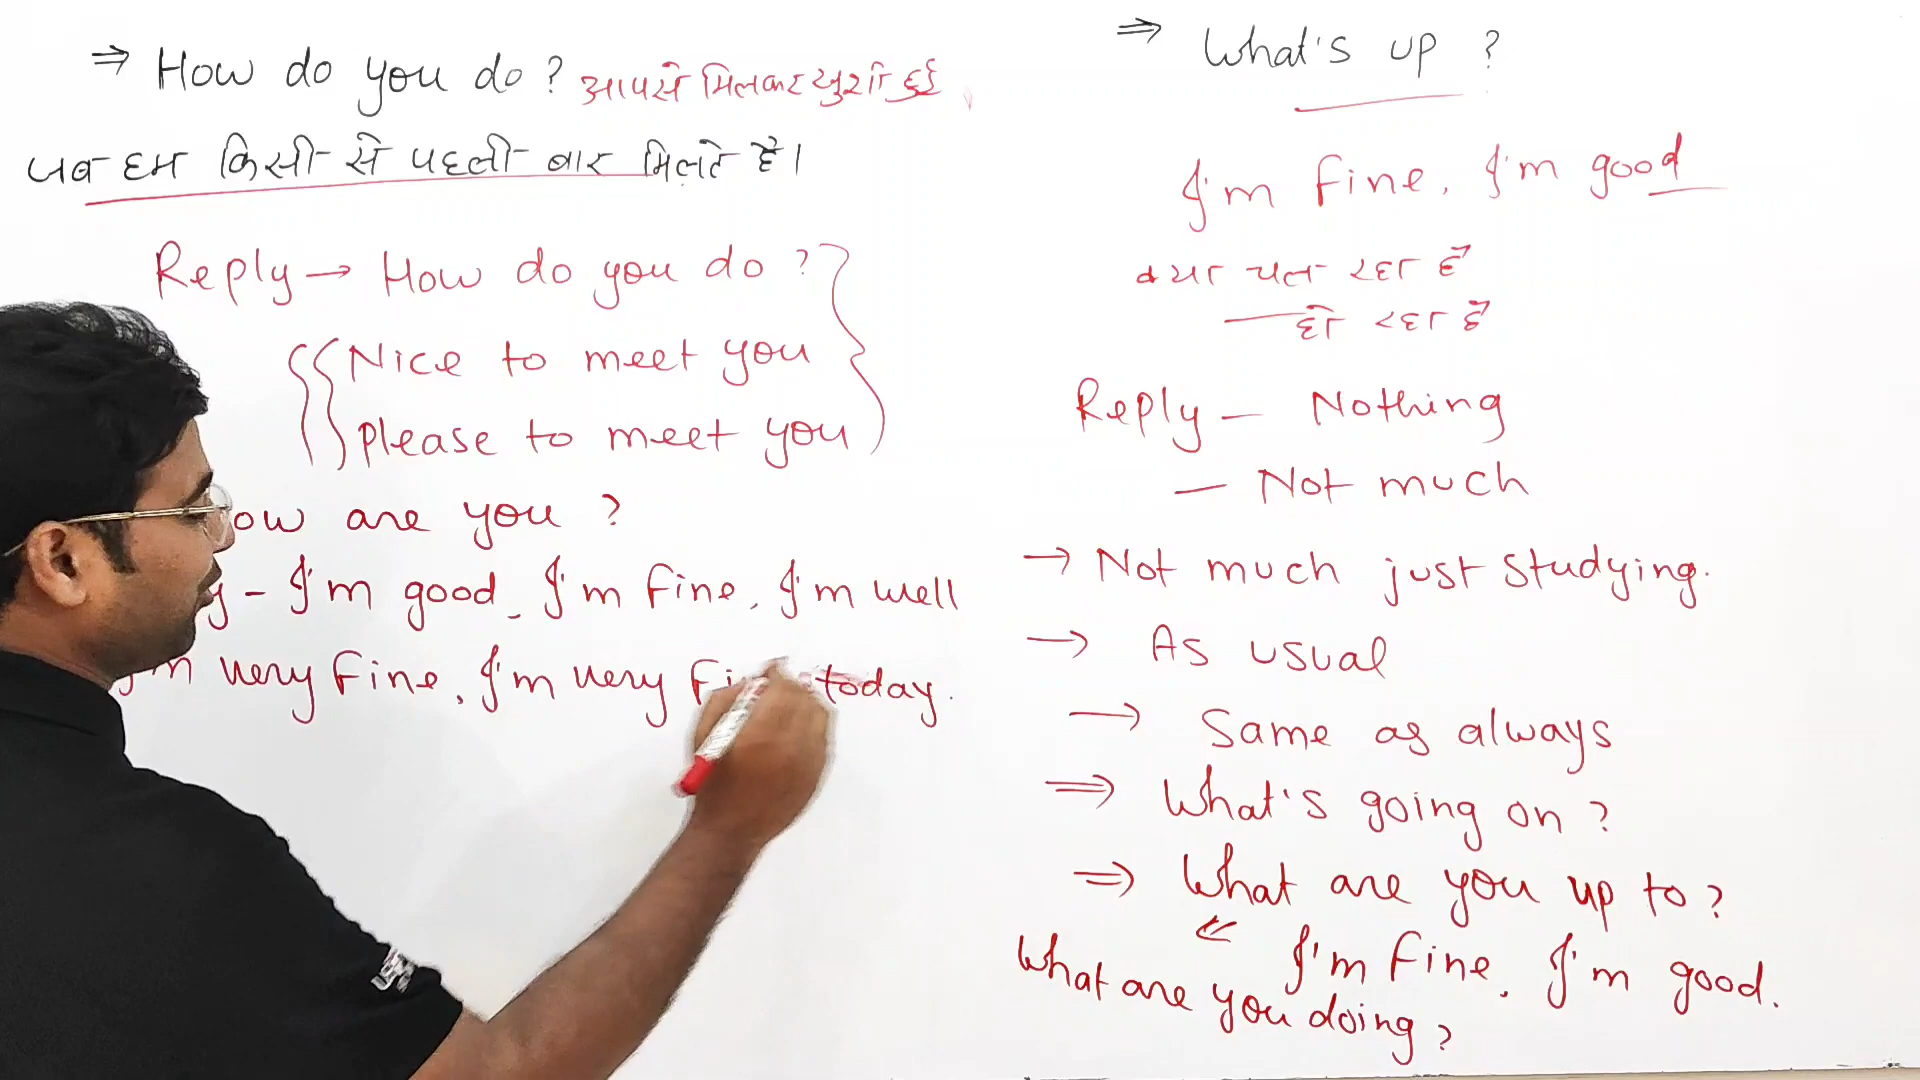 ⇒ How do you do? आपसे मिलकर खुशी हुई
जब हम किसी से पहली बार मिलते है।
Reply → How do you do?
Nice to meet you
please to meet you
ow are you?
y - I'm good, I'm fine, I'm well
I'm very fine, I'm very fi today.
⇒ What's up?
I'm fine, I'm good
क्या चल रहा है
हो रहा है
Reply - Nothing
- Not much
→ Not much just studying.
→ As usual
→ Same as always
⇒ What's going on?
⇒ What are you up to?
I'm fine, I'm good.
What are you doing?